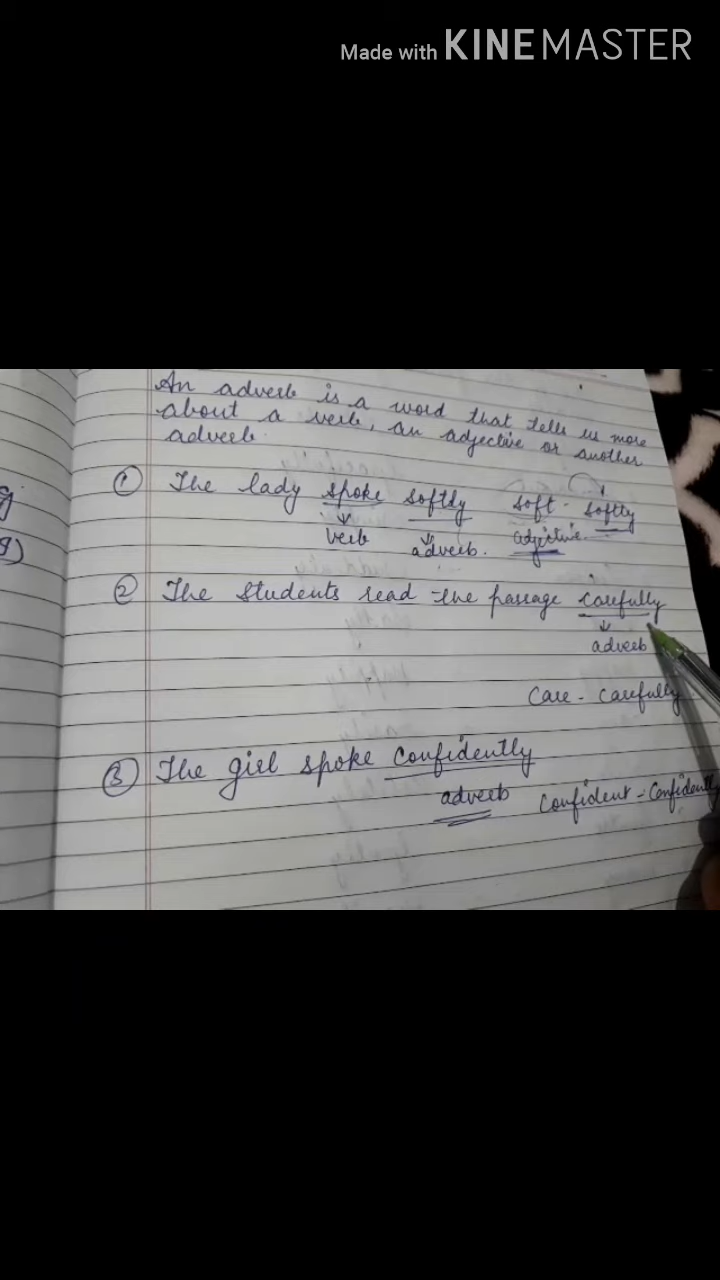 Made with KINEMASTER
An adverb is a word that tells us more
about a verb, an adjective or another
adverb.
① The lady spoke softly soft - softly
verb adverb. adjective.
② The students read the passage carefully
adverb
Care - Carefully
③ The girl spoke Confidently
adverb Confident - Confidently